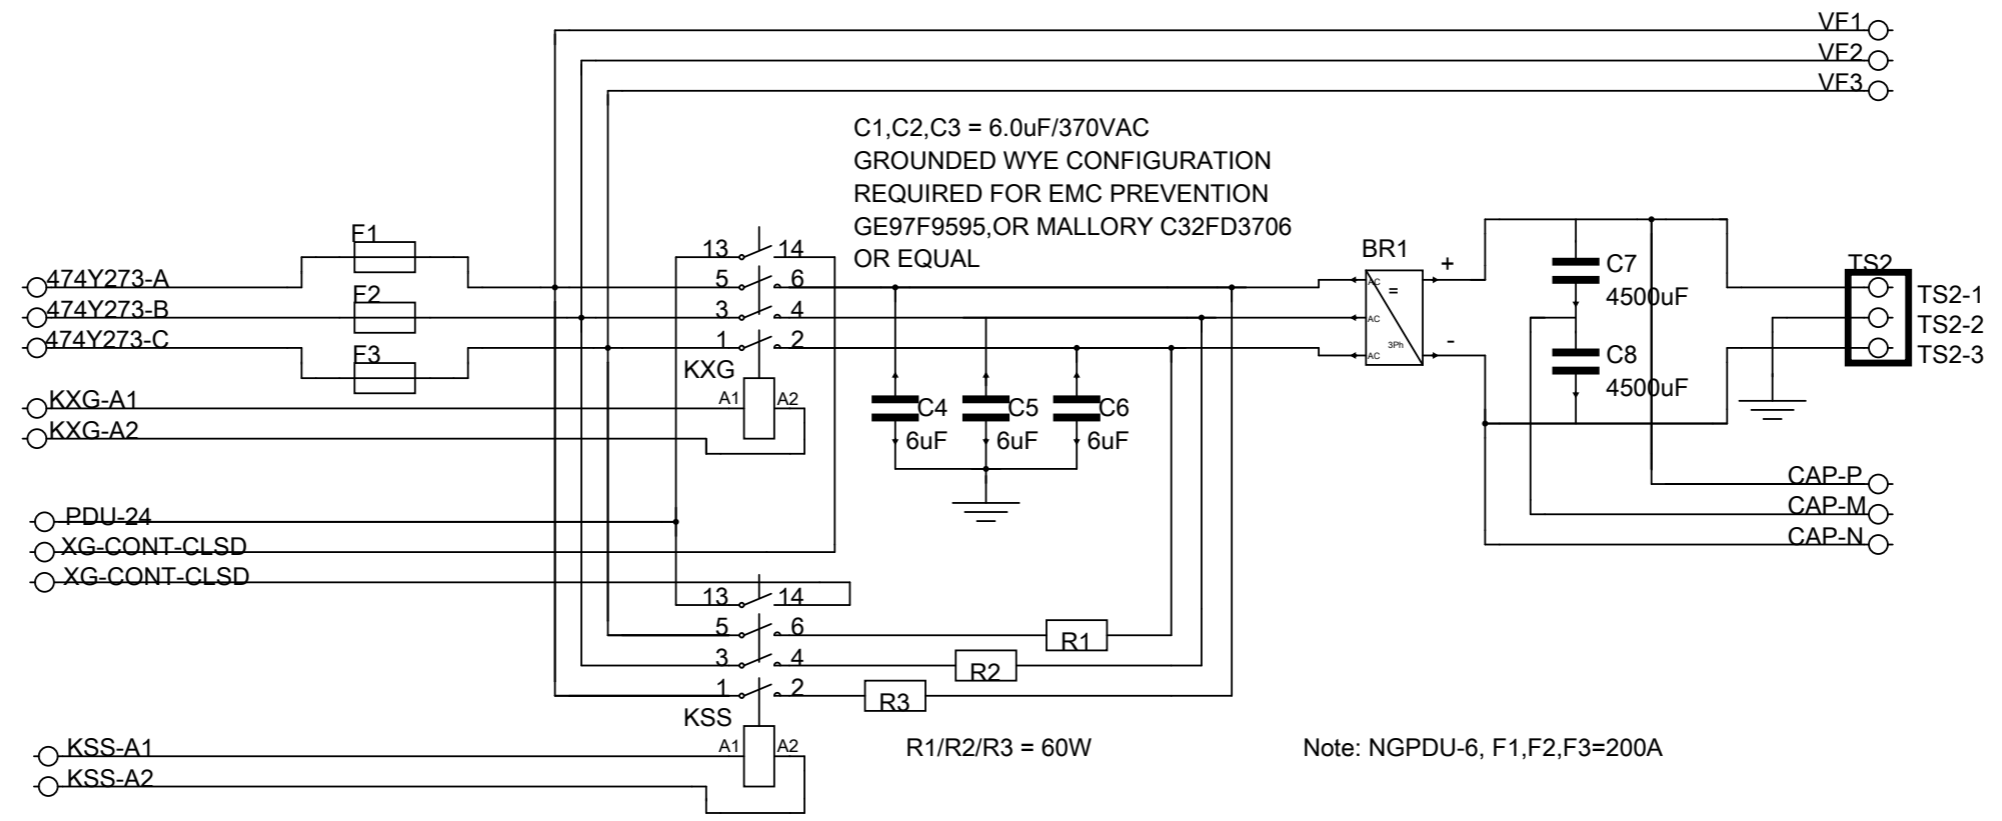 VF1
VF2
VF3
C1,C2,C3 = 6.0uF/370VAC
GROUNDED WYE CONFIGURATION
REQUIRED FOR EMC PREVENTION
GE97F9595,OR MALLORY C32FD3706
OR EQUAL
F1
474Y273-A
F2
474Y273-B
F3
474Y273-C
KXG-A1
KXG-A2
13 14
5 6
3 4
1 2
KXG
A1 A2
C4
6uF
C5
6uF
C6
6uF
BR1
AC
=
AC
3Ph
AC
+
-
C7
4500uF
C8
4500uF
TS2
TS2-1
TS2-2
TS2-3
CAP-P
CAP-M
CAP-N
PDU-24
XG-CONT-CLSD
XG-CONT-CLSD
13 14
5 6
R1
3 4
R2
1 2
R3
KSS
A1 A2
KSS-A1
KSS-A2
R1/R2/R3 = 60W
Note: NGPDU-6, F1,F2,F3=200A